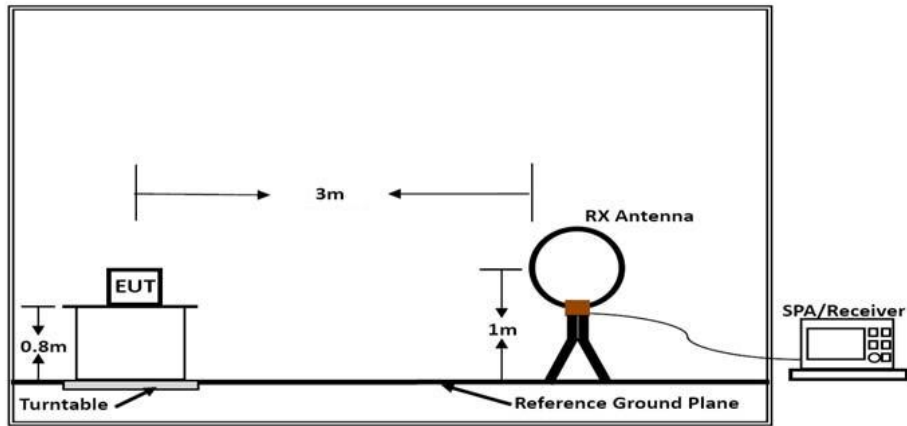 3m
RX Antenna
EUT
SPA/Receiver
0.8m
1m
Turntable
Reference Ground Plane